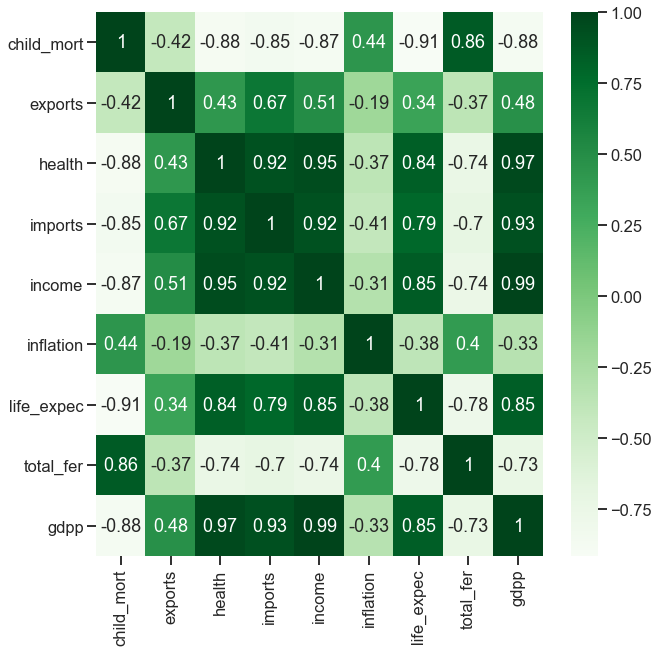 child_mort 1 -0.42 -0.88 -0.85 -0.87 0.44 -0.91 0.86 -0.88
exports -0.42 1 0.43 0.67 0.51 -0.19 0.34 -0.37 0.48
health -0.88 0.43 1 0.92 0.95 -0.37 0.84 -0.74 0.97
imports -0.85 0.67 0.92 1 0.92 -0.41 0.79 -0.7 0.93
income -0.87 0.51 0.95 0.92 1 -0.31 0.85 -0.74 0.99
inflation 0.44 -0.19 -0.37 -0.41 -0.31 1 -0.38 0.4 -0.33
life_expec -0.91 0.34 0.84 0.79 0.85 -0.38 1 -0.78 0.85
total_fer 0.86 -0.37 -0.74 -0.7 -0.74 0.4 -0.78 1 -0.73
gdpp -0.88 0.48 0.97 0.93 0.99 -0.33 0.85 -0.73 1
child_mort exports health imports income inflation life_expec total_fer gdpp
1.00
0.75
0.50
0.25
0.00
-0.25
-0.50
-0.75